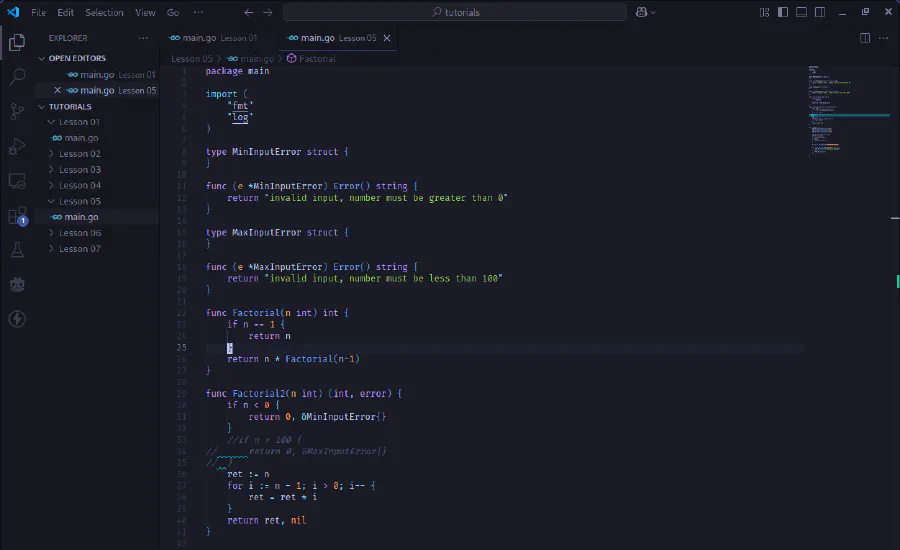 File Edit Selection View Go ··· tutorials
EXPLORER ···
OPEN EDITORS
main.go Lesson 01
main.go Lesson 05
TUTORIALS
Lesson 01
main.go
Lesson 02
Lesson 03
Lesson 04
Lesson 05
main.go
Lesson 06
Lesson 07
1
main.go Lesson 01
main.go Lesson 05
Lesson 05 > main.go > Factorial
1 package main
2
3 import (
4 "fmt"
5 "log"
6 )
7
8 type MinInputError struct {
9 }
10
11 func (e *MinInputError) Error() string {
12 return "invalid input, number must be greater than 0"
13 }
14
15 type MaxInputError struct {
16 }
17
18 func (e *MaxInputError) Error() string {
19 return "invalid input, number must be less than 100"
20 }
21
22 func Factorial(n int) int {
23 if n == 1 {
24 return n
25 }
26 return n * Factorial(n-1)
27 }
28
29 func Factorial2(n int) (int, error) {
30 if n < 0 {
31 return 0, &MinInputError{}
32 }
33 //if n > 100 {
34 // return 0, &MaxInputError{}
35 // }
36 ret := n
37 for i := n - 1; i > 0; i-- {
38 ret = ret * i
39 }
40 return ret, nil
41 }
42